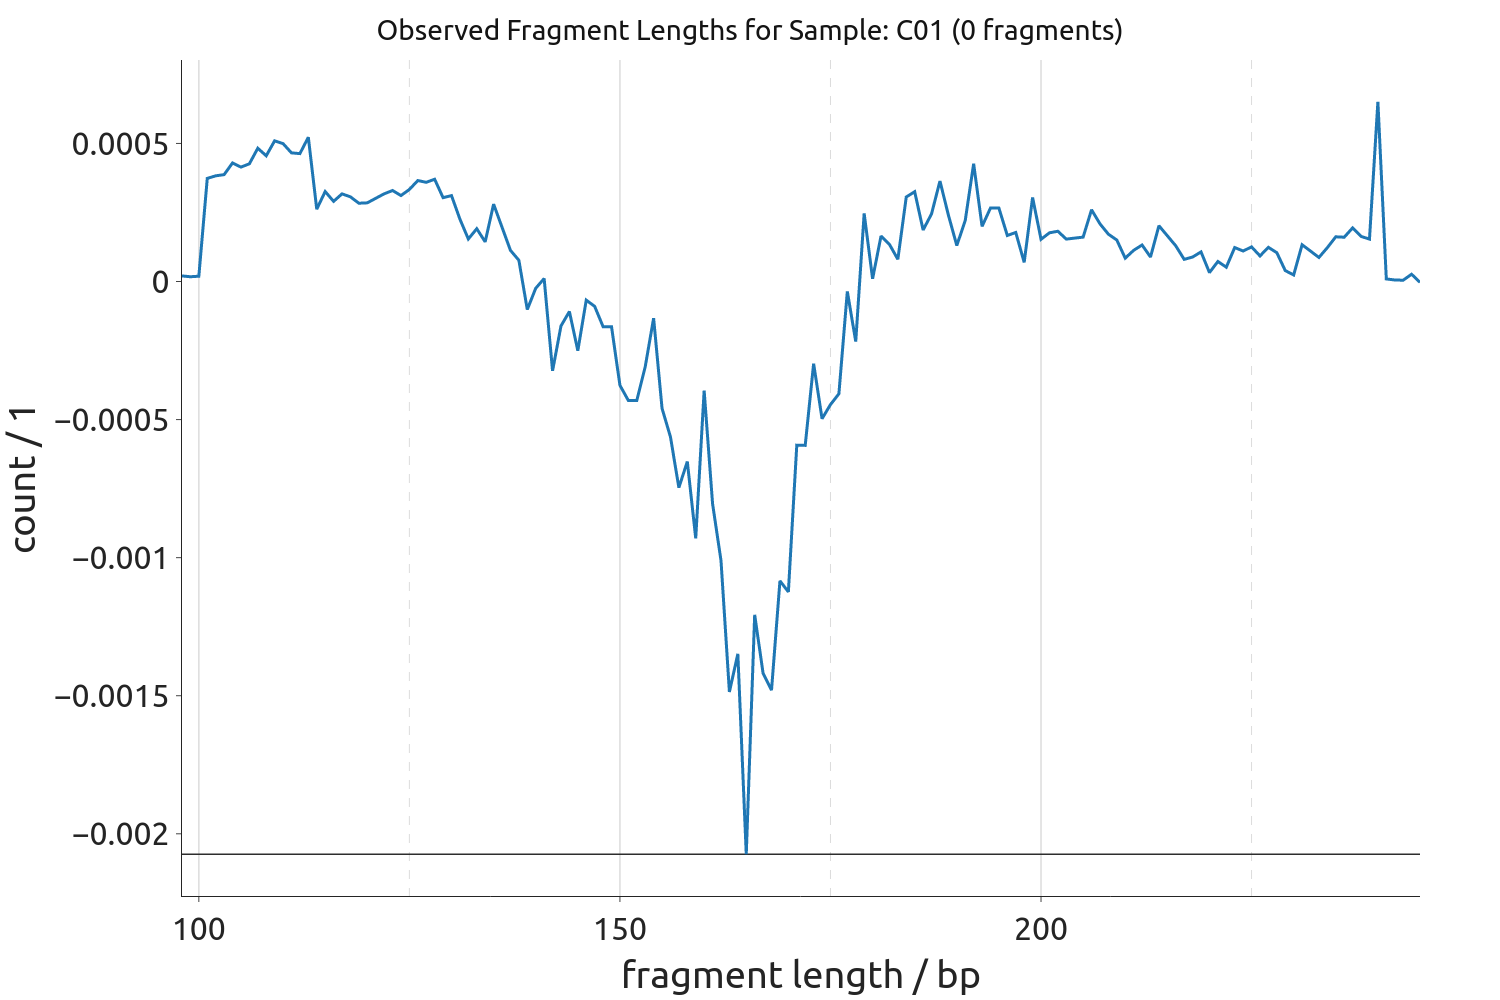 Observed Fragment Lengths for Sample: C01 (0 fragments)
0.0005
0
−0.0005
−0.001
−0.0015
−0.002
count / 1
100 150 200
fragment length / bp